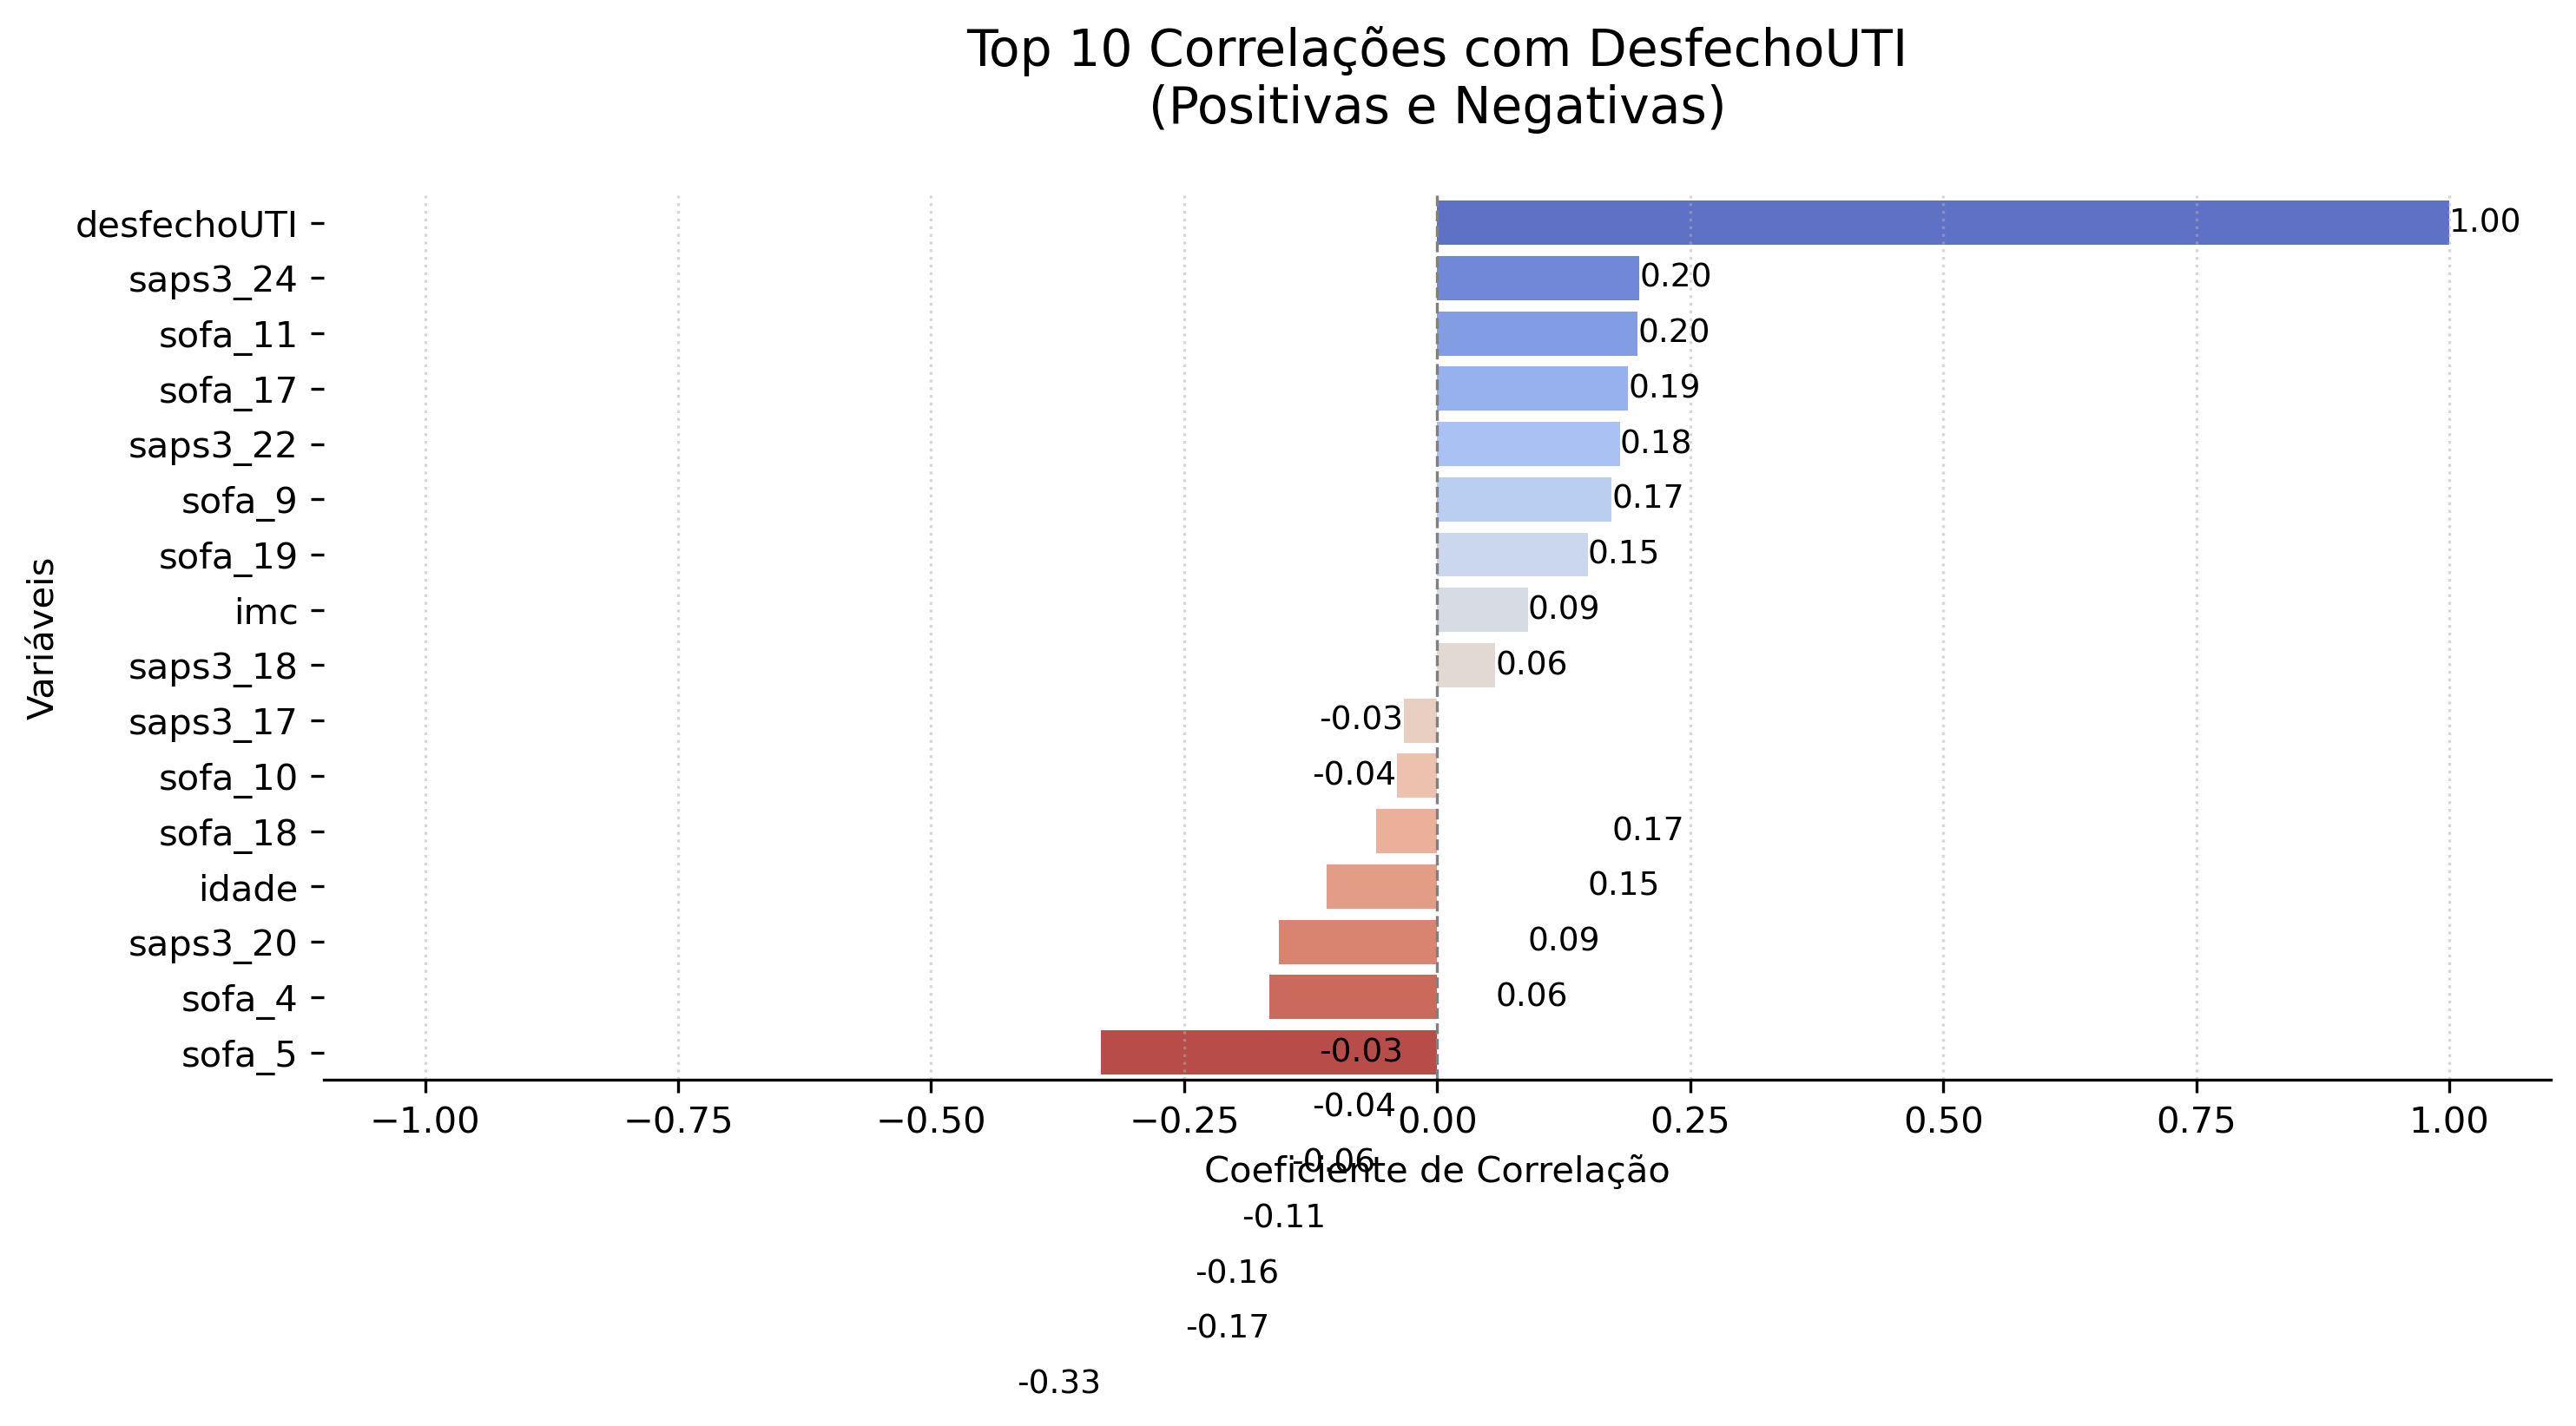 Top 10 Correlações com DesfechoUTI
(Positivas e Negativas)
Variáveis
desfechoUTI 1.00
saps3_24 0.20
sofa_11 0.20
sofa_17 0.19
saps3_22 0.18
sofa_9 0.17
sofa_19 0.15
imc 0.09
saps3_18 0.06
saps3_17 -0.03
sofa_10 -0.04
sofa_18 0.17
idade 0.15
saps3_20 0.09
sofa_4 0.06
sofa_5 -0.03
-0.04
−1.00 −0.75 −0.50 −0.25 0.00 0.25 0.50 0.75 1.00
-0.06
Coeficiente de Correlação
-0.11
-0.16
-0.17
-0.33